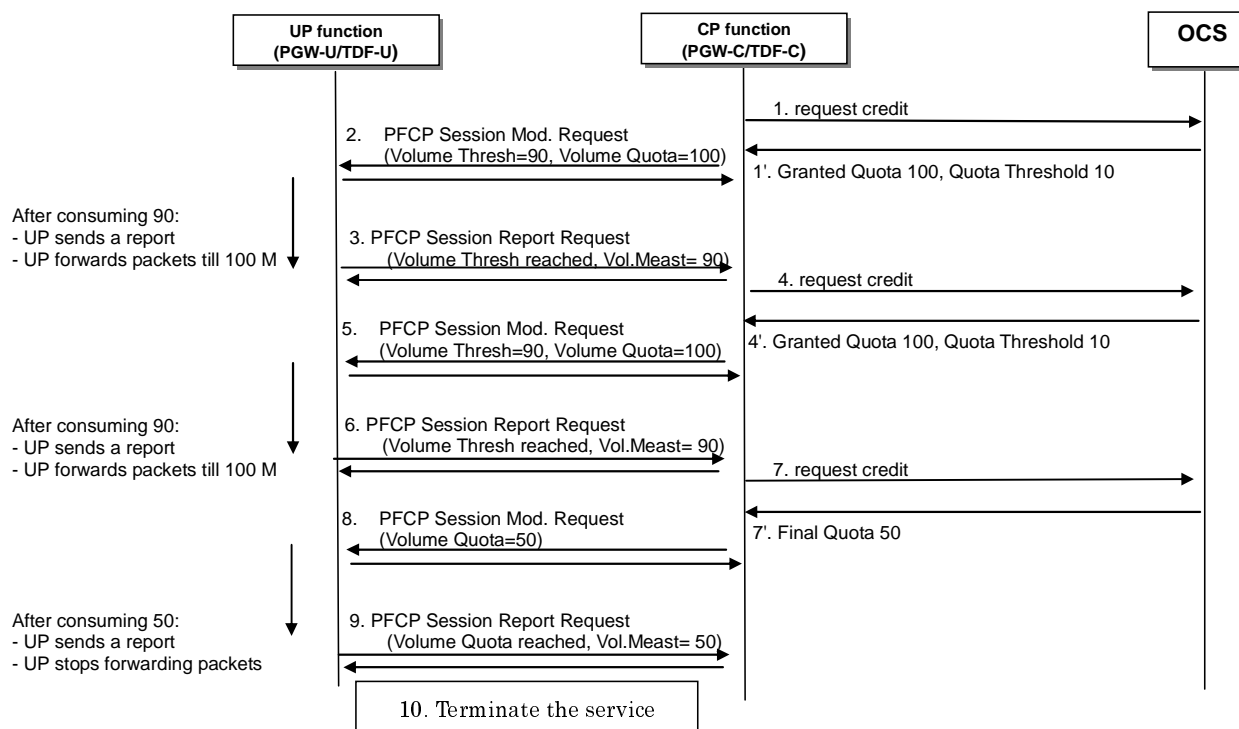 UP function
(PGW-U/TDF-U)
CP function
(PGW-C/TDF-C)
OCS
1. request credit
2. PFCP Session Mod. Request
(Volume Thresh=90, Volume Quota=100)
1'. Granted Quota 100, Quota Threshold 10
After consuming 90:
- UP sends a report
- UP forwards packets till 100 M
3. PFCP Session Report Request
(Volume Thresh reached, Vol.Meast= 90)
4. request credit
5. PFCP Session Mod. Request
(Volume Thresh=90, Volume Quota=100)
4'. Granted Quota 100, Quota Threshold 10
After consuming 90:
- UP sends a report
- UP forwards packets till 100 M
6. PFCP Session Report Request
(Volume Thresh reached, Vol.Meast= 90)
7. request credit
8. PFCP Session Mod. Request
(Volume Quota=50)
7'. Final Quota 50
After consuming 50:
- UP sends a report
- UP stops forwarding packets
9. PFCP Session Report Request
(Volume Quota reached, Vol.Meast= 50)
10. Terminate the service